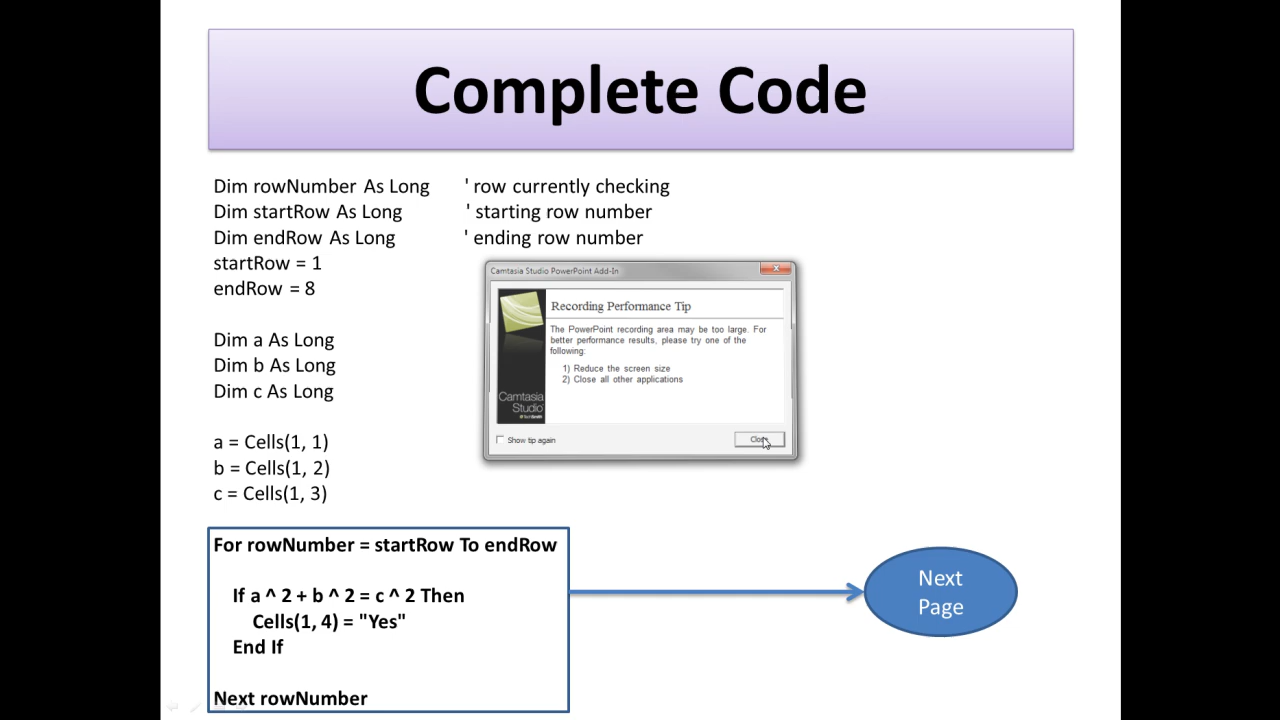 Complete Code
Dim rowNumber As Long ' row currently checking
Dim startRow As Long ' starting row number
Dim endRow As Long ' ending row number
startRow = 1
endRow = 8
Dim a As Long
Dim b As Long
Dim c As Long
a = Cells(1, 1)
b = Cells(1, 2)
c = Cells(1, 3)
Camtasia Studio PowerPoint Add-In
Recording Performance Tip
The PowerPoint recording area may be too large. For
better performance results, please try one of the
following:
1) Reduce the screen size
2) Close all other applications
Camtasia
Studio
TechSmith
Show tip again
Close
For rowNumber = startRow To endRow
If a ^ 2 + b ^ 2 = c ^ 2 Then
Cells(1, 4) = "Yes"
End If
Next rowNumber
Next
Page